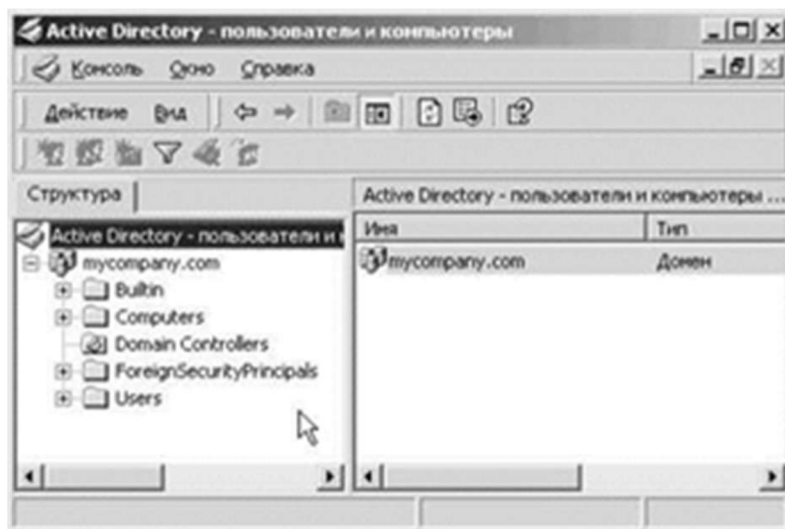 Active Directory - пользователи и компьютеры
Консоль Окно Справка
Действие Вид
Структура
Active Directory - пользователи и к
mycompany.com
Builtin
Computers
Domain Controllers
ForeignSecurityPrincipals
Users
Active Directory - пользователи и компьютеры ...
Имя Тип
mycompany.com Домен